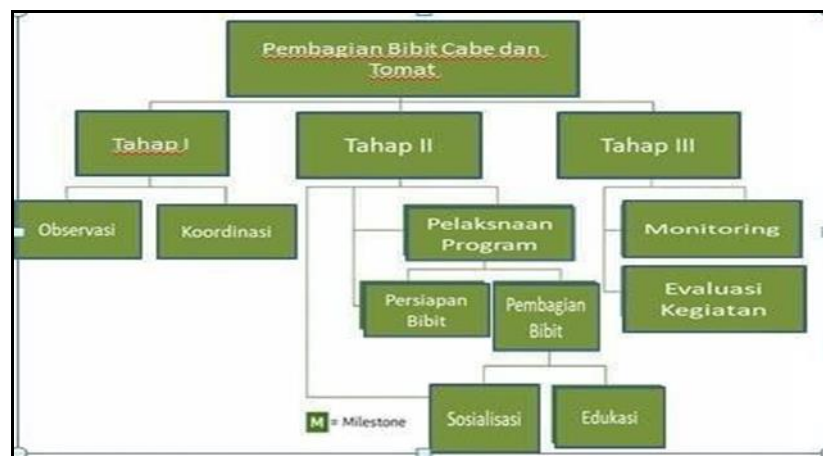 Pembagian Bibit Cabe dan
Tomat
Tahap I
Tahap II
Tahap III
Observasi
Koordinasi
Pelaksnaan
Program
Monitoring
Persiapan
Bibit
Pembagian
Bibit
Evaluasi
Kegiatan
M = Milestone
Sosialisasi
Edukasi